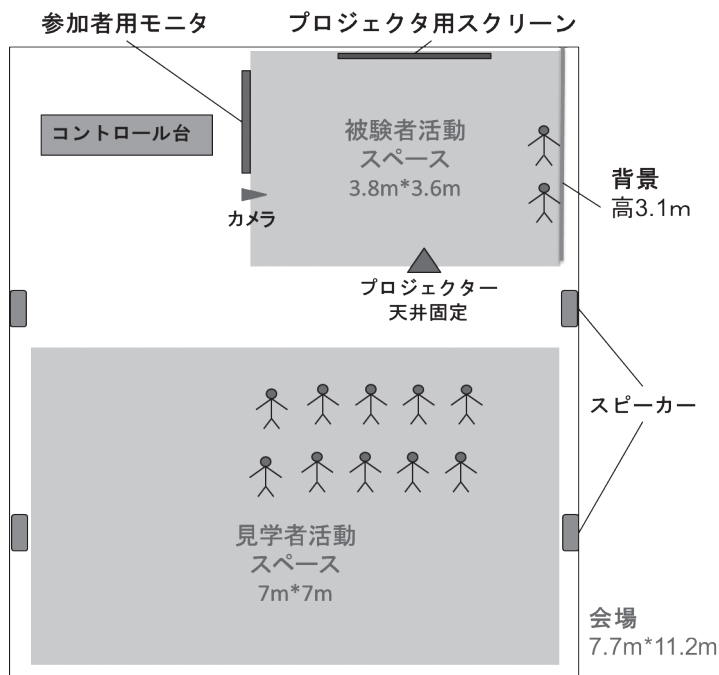 参加者用モニタ
プロジェクタ用スクリーン
コントロール台
被験者活動
スペース
3.8m*3.6m
背景
高3.1m
カメラ
プロジェクター
天井固定
スピーカー
見学者活動
スペース
7m*7m
会場
7.7m*11.2m